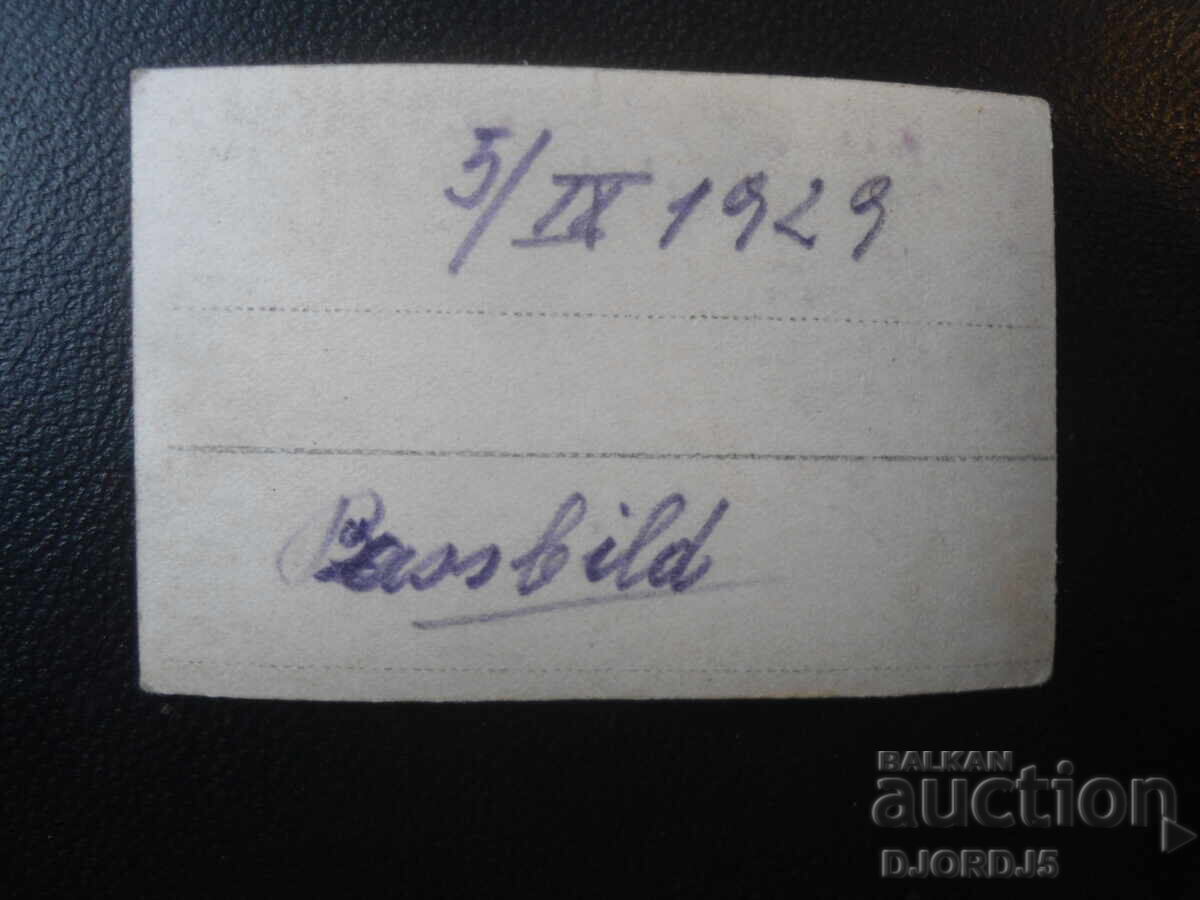 5/IX 1929
Passbild
BALKAN
auction
DJORDJ5